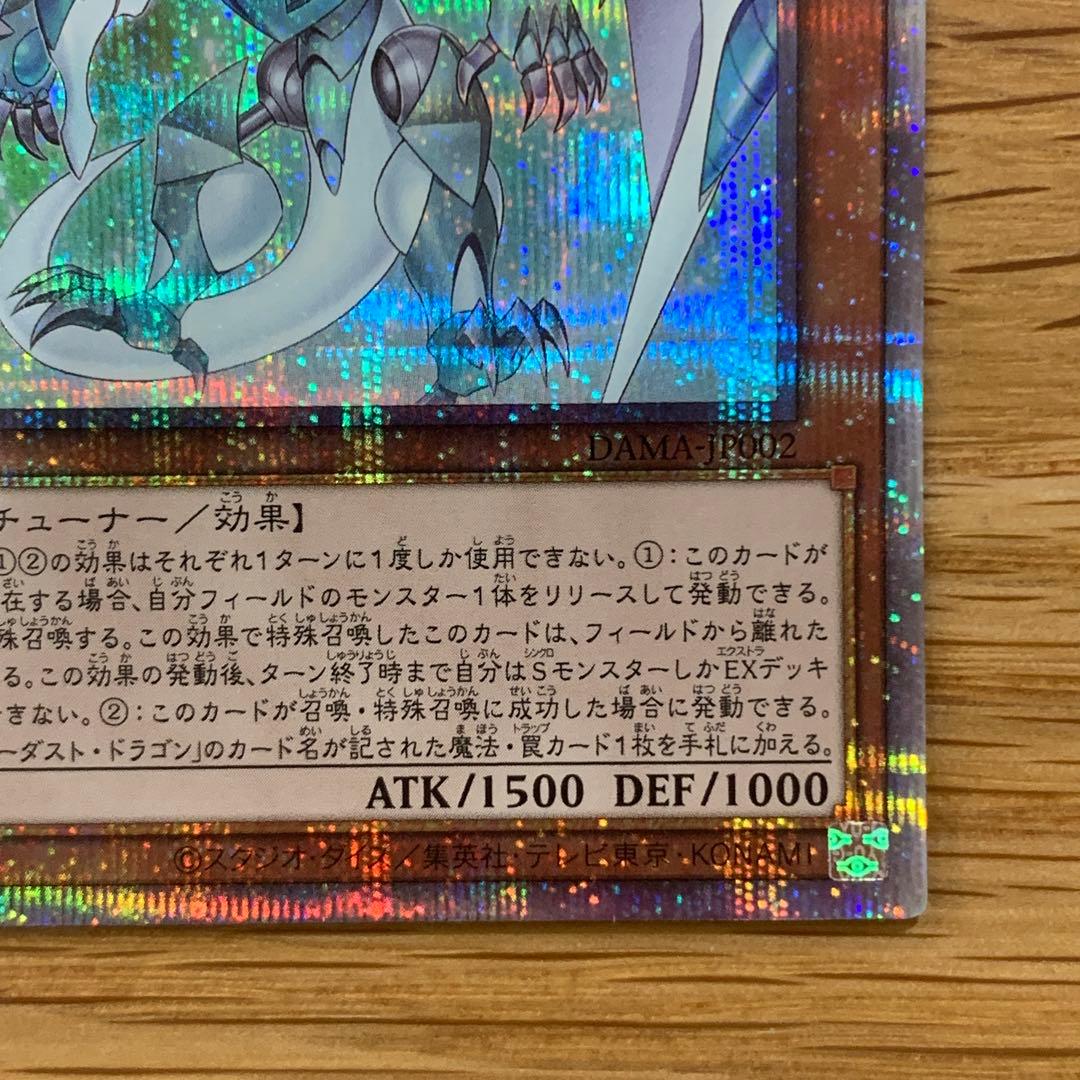 DAMA-JP002
チューナー／効果】
①②の効果はそれぞれ1ターンに1度しか使用できない。①：このカードが
在する場合、自分フィールドのモンスター1体をリリースして発動できる。
殊召喚する。この効果で特殊召喚したこのカードは、フィールドから離れた
る。この効果の発動後、ターン終了時まで自分はSモンスターしかEXデッキ
きない。②：このカードが召喚・特殊召喚に成功した場合に発動できる。
ーダスト・ドラゴン」のカード名が記された魔法・罠カード1枚を手札に加える。
ATK/1500 DEF/1000
©スタジオ・ダイス／集英社・テレビ東京・KONAMI